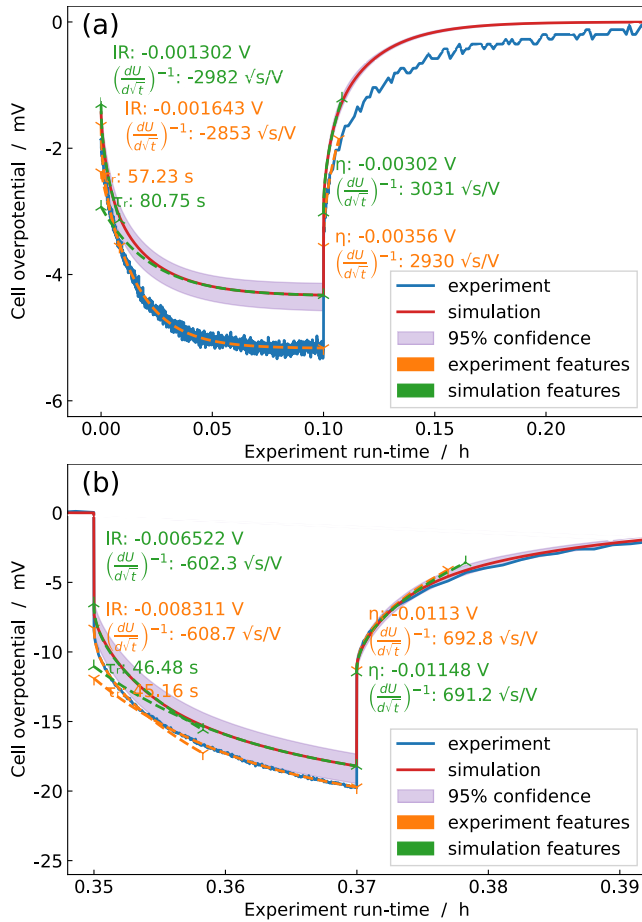 (a)
IR: -0.001302 V
(dU/d√t)⁻¹: -2982 √s/V
IR: -0.001643 V
(dU/d√t)⁻¹: -2853 √s/V
57.23 s
τᵣ: 80.75 s
η: -0.00302 V
(dU/d√t)⁻¹: 3031 √s/V
η: -0.00356 V
(dU/d√t)⁻¹: 2930 √s/V
experiment
simulation
95% confidence
experiment features
simulation features
Cell overpotential / mV
0
-2
-4
-6
0.00 0.05 0.10 0.15 0.20
Experiment run-time / h
(b)
IR: -0.006522 V
(dU/d√t)⁻¹: -602.3 √s/V
IR: -0.008311 V
(dU/d√t)⁻¹: -608.7 √s/V
τᵣ: 46.48 s
45.16 s
η: -0.0113 V
(dU/d√t)⁻¹: 692.8 √s/V
η: -0.01148 V
(dU/d√t)⁻¹: 691.2 √s/V
experiment
simulation
95% confidence
experiment features
simulation features
Cell overpotential / mV
0
-5
-10
-15
-20
-25
0.35 0.36 0.37 0.38 0.39
Experiment run-time / h